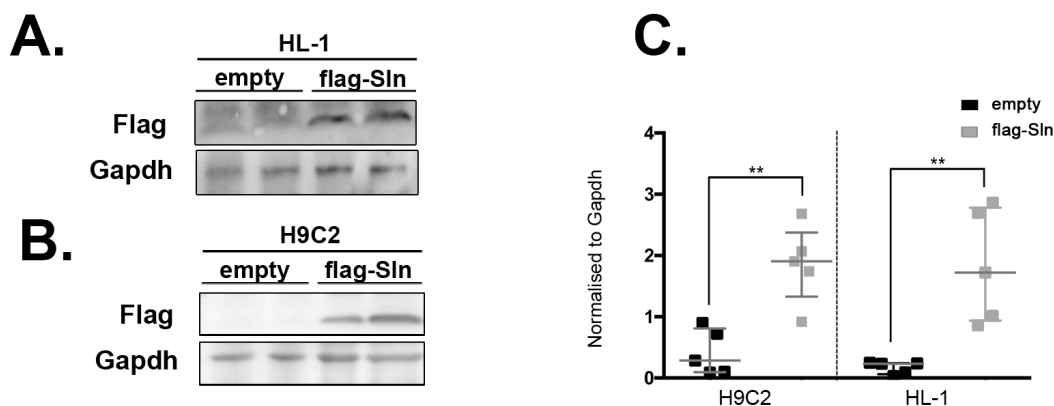 A.
HL-1
empty flag-Sln
Flag
Gapdh
B.
H9C2
empty flag-Sln
Flag
Gapdh
C.
empty
flag-Sln
Normalised to Gapdh
4
3
2
1
0
** **
H9C2 HL-1